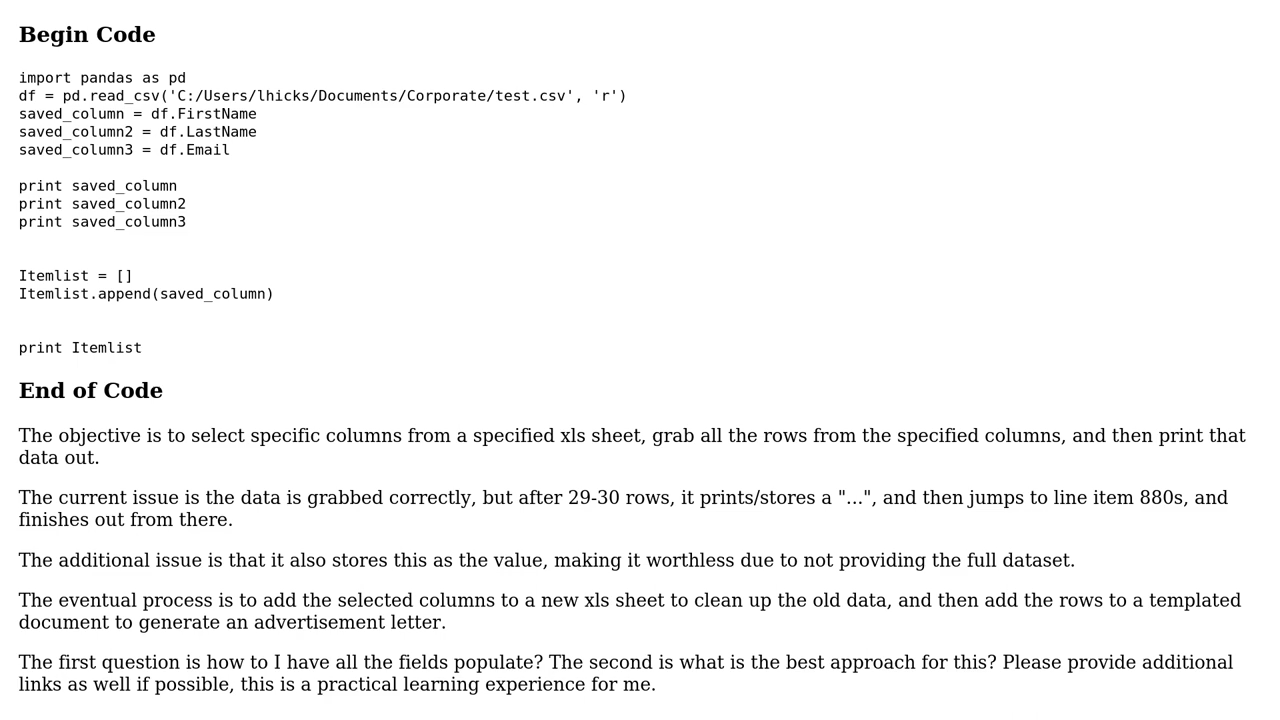 Begin Code
import pandas as pd
df = pd.read_csv('C:/Users/lhicks/Documents/Corporate/test.csv', 'r')
saved_column = df.FirstName
saved_column2 = df.LastName
saved_column3 = df.Email
print saved_column
print saved_column2
print saved_column3
Itemlist = []
Itemlist.append(saved_column)
print Itemlist
End of Code
The objective is to select specific columns from a specified xls sheet, grab all the rows from the specified columns, and then print that
data out.
The current issue is the data is grabbed correctly, but after 29-30 rows, it prints/stores a "...", and then jumps to line item 880s, and
finishes out from there.
The additional issue is that it also stores this as the value, making it worthless due to not providing the full dataset.
The eventual process is to add the selected columns to a new xls sheet to clean up the old data, and then add the rows to a templated
document to generate an advertisement letter.
The first question is how to I have all the fields populate? The second is what is the best approach for this? Please provide additional
links as well if possible, this is a practical learning experience for me.